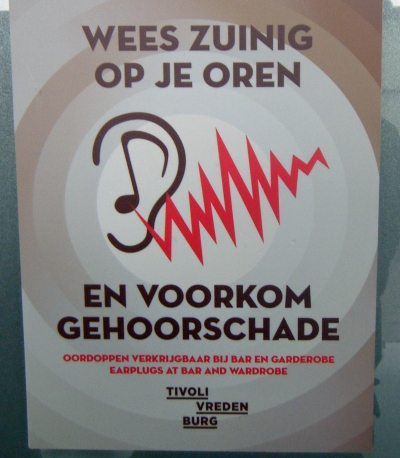 WEES ZUINIG
OP JE OREN
EN VOORKOM
GEHOORSCHADE
OORDOPPEN VERKRIJGBAAR BIJ BAR EN GARDEROBE
EARPLUGS AT BAR AND WARDROBE
TIVOLI
VREDEN
BURG